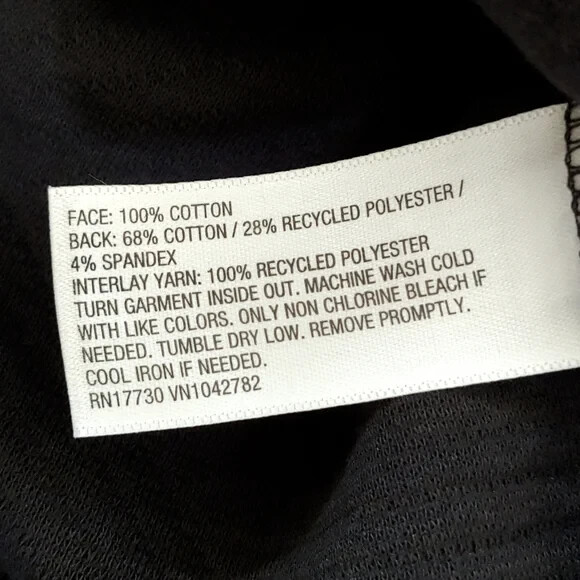 FACE: 100% COTTON
BACK: 68% COTTON / 28% RECYCLED POLYESTER /
4% SPANDEX
INTERLAY YARN: 100% RECYCLED POLYESTER
TURN GARMENT INSIDE OUT. MACHINE WASH COLD
WITH LIKE COLORS. ONLY NON CHLORINE BLEACH IF
NEEDED. TUMBLE DRY LOW. REMOVE PROMPTLY.
COOL IRON IF NEEDED.
RN17730 VN1042782